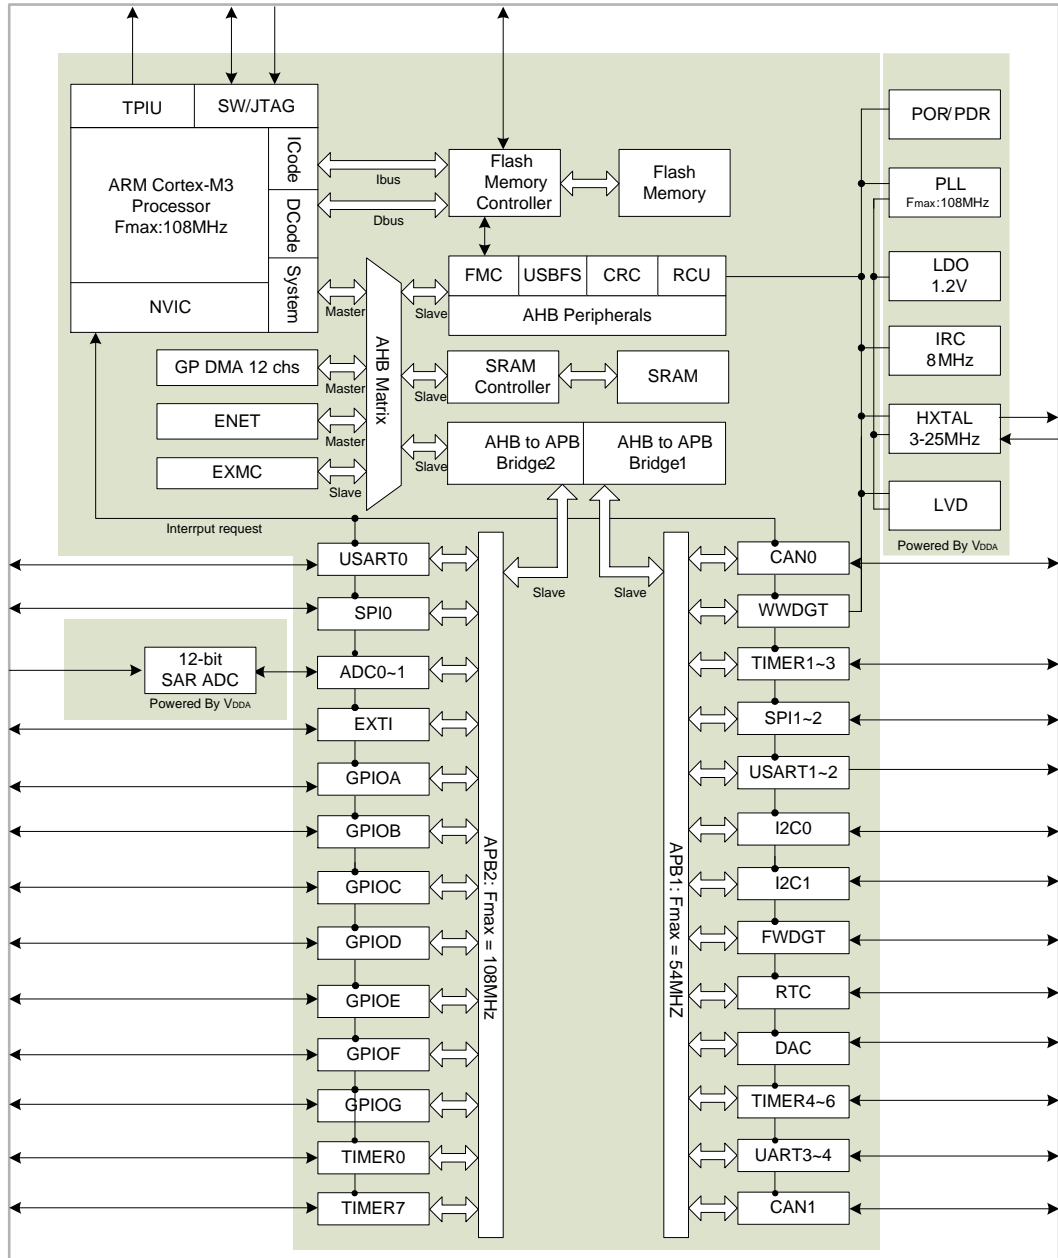 TPIU
SW/JTAG
ARM Cortex-M3
Processor
Fmax:108MHz
ICode
DCode
System
NVIC
Ibus
Dbus
Flash
Memory
Controller
Flash
Memory
FMC
USBFS
CRC
RCU
AHB Peripherals
Master
Slave
AHB Matrix
GP DMA 12 chs
Master
Slave
SRAM
Controller
SRAM
ENET
Master
Slave
AHB to APB
Bridge2
AHB to APB
Bridge1
EXMC
Slave
POR/PDR
PLL
Fmax:108MHz
LDO
1.2V
IRC
8MHz
HXTAL
3-25MHz
LVD
Powered By VDDA
Interrput request
Slave
Slave
USART0
SPI0
12-bit
SAR ADC
Powered By VDDA
ADC0~1
EXTI
GPIOA
GPIOB
GPIOC
GPIOD
GPIOE
GPIOF
GPIOG
TIMER0
TIMER7
APB2: Fmax = 108MHz
APB1: Fmax = 54MHZ
CAN0
WWDGT
TIMER1~3
SPI1~2
USART1~2
I2C0
I2C1
FWDGT
RTC
DAC
TIMER4~6
UART3~4
CAN1